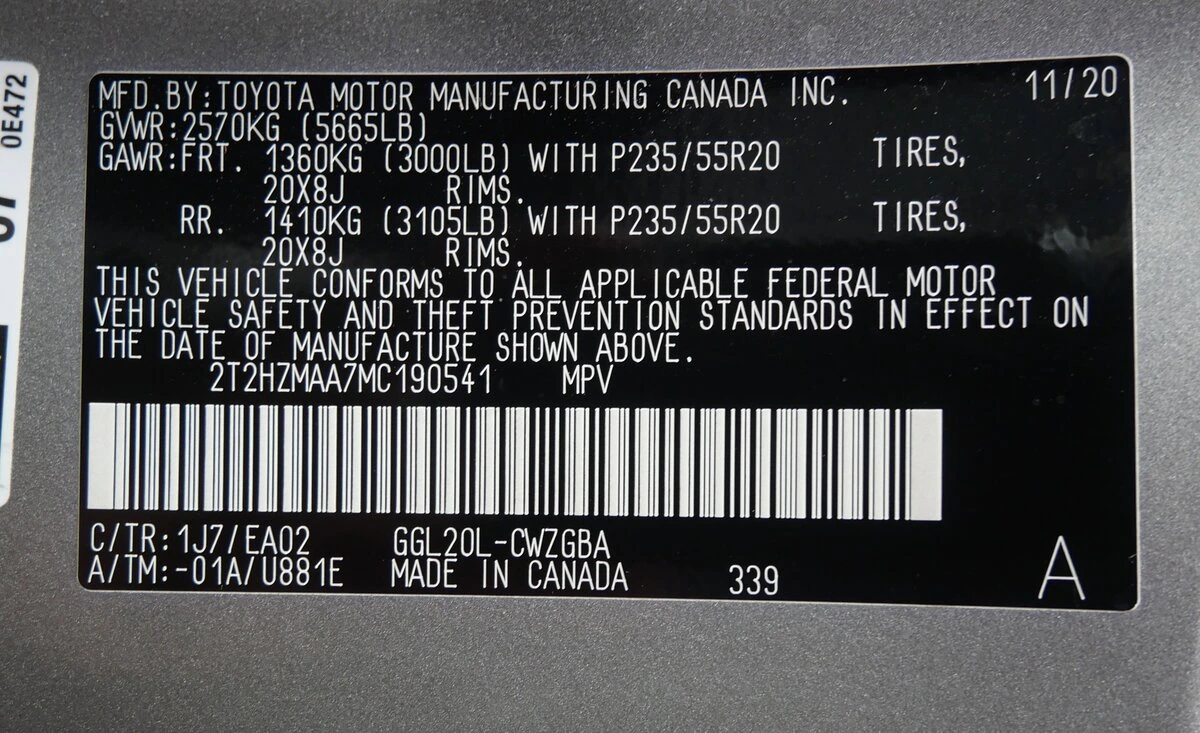 0E472
MFD.BY:TOYOTA MOTOR MANUFACTURING CANADA INC. 11/20
GVWR:2570KG (5665LB)
GAWR:FRT. 1360KG (3000LB) WITH P235/55R20 TIRES,
20X8J RIMS.
RR. 1410KG (3105LB) WITH P235/55R20 TIRES,
20X8J RIMS.
THIS VEHICLE CONFORMS TO ALL APPLICABLE FEDERAL MOTOR
VEHICLE SAFETY AND THEFT PREVENTION STANDARDS IN EFFECT ON
THE DATE OF MANUFACTURE SHOWN ABOVE.
2T2HZMAA7MC190541 MPV
C/TR:1J7/EA02 GGL20L-CWZGBA
A/TM:-01A/U881E MADE IN CANADA 339 A